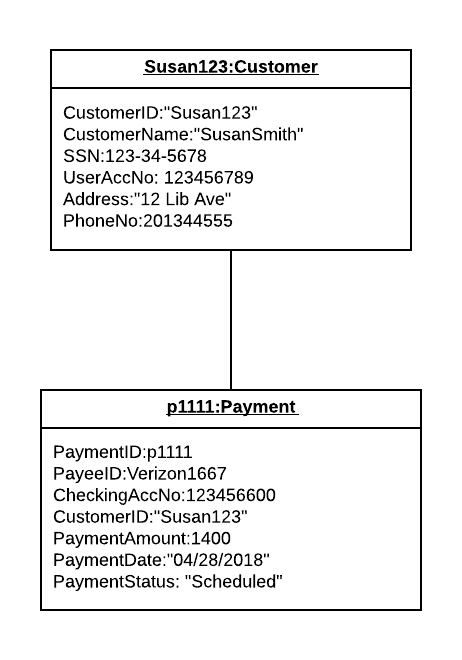 Susan123:Customer
CustomerID:"Susan123"
CustomerName:"SusanSmith"
SSN:123-34-5678
UserAccNo: 123456789
Address:"12 Lib Ave"
PhoneNo:201344555
p1111:Payment
PaymentID:p1111
PayeeID:Verizon1667
CheckingAccNo:123456600
CustomerID:"Susan123"
PaymentAmount:1400
PaymentDate:"04/28/2018"
PaymentStatus: "Scheduled"